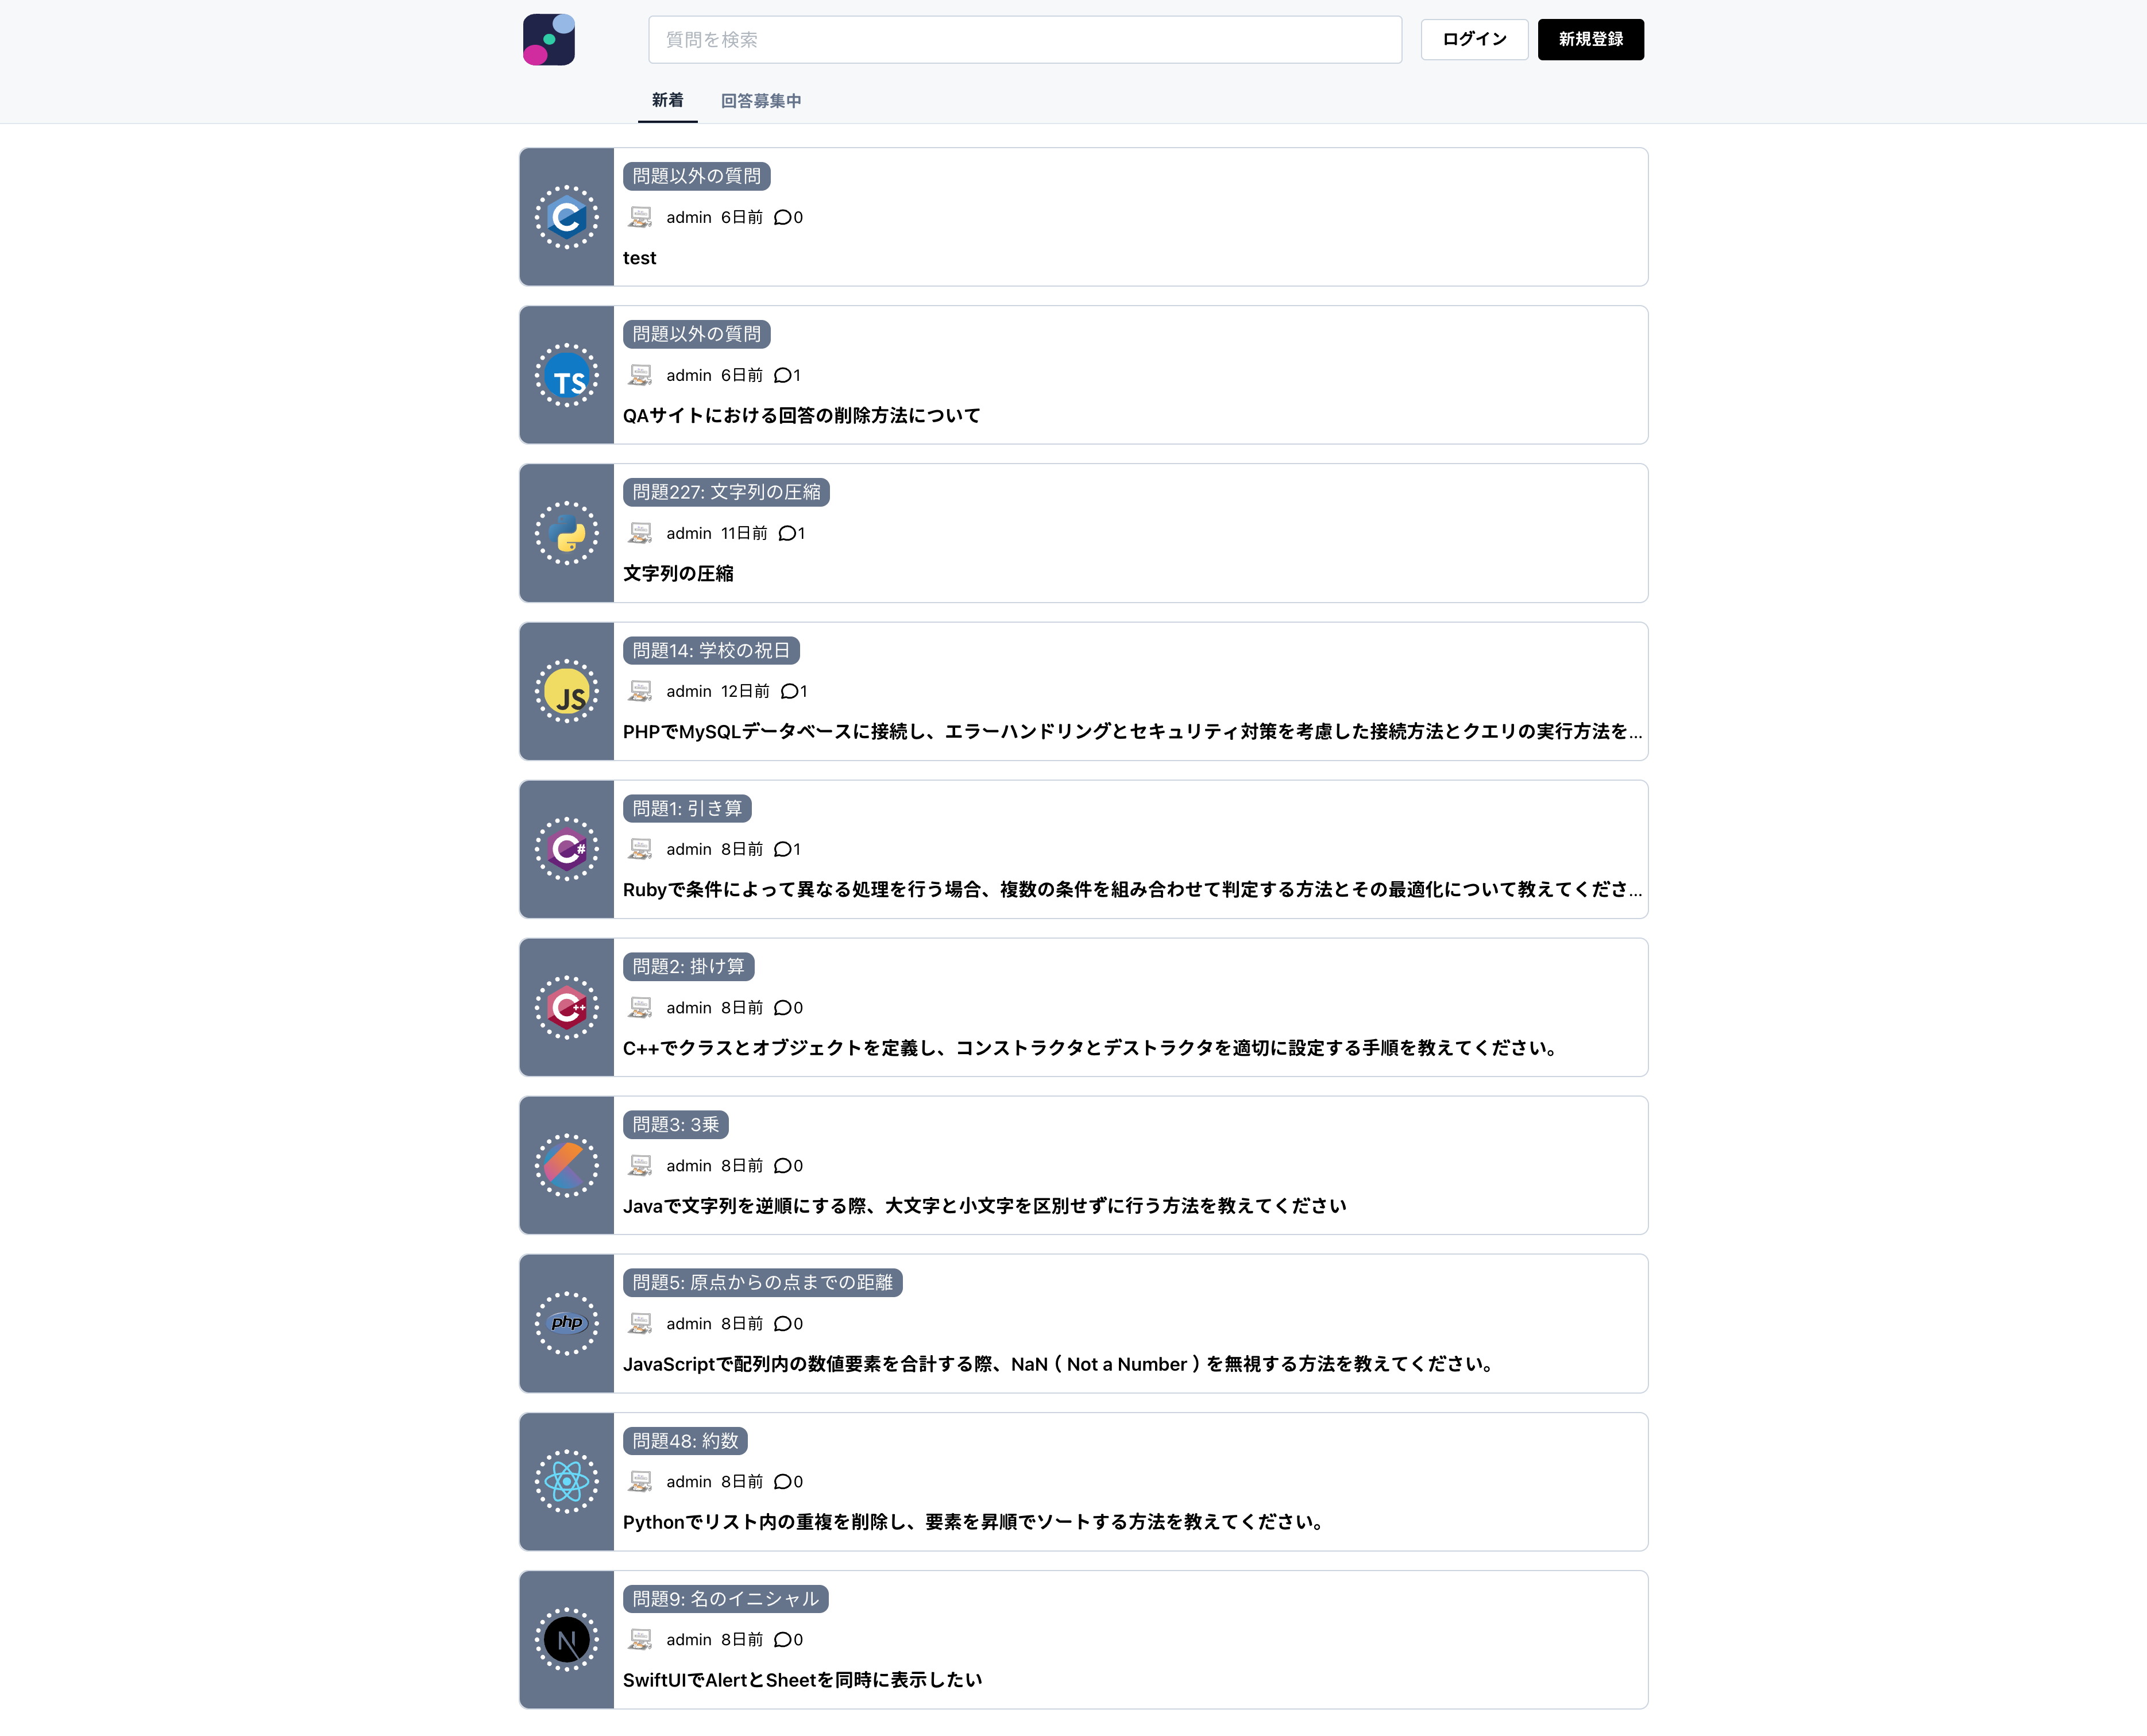 質問を検索
ログイン
新規登録
新着
回答募集中
C
問題以外の質問
admin 6日前 0
test
TS
問題以外の質問
admin 6日前 1
QAサイトにおける回答の削除方法について
問題227: 文字列の圧縮
admin 11日前 1
文字列の圧縮
JS
問題14: 学校の祝日
admin 12日前 1
PHPでMySQLデータベースに接続し、エラーハンドリングとセキュリティ対策を考慮した接続方法とクエリの実行方法を...
C#
問題1: 引き算
admin 8日前 1
Rubyで条件によって異なる処理を行う場合、複数の条件を組み合わせて判定する方法とその最適化について教えてくださ...
C++
問題2: 掛け算
admin 8日前 0
C++でクラスとオブジェクトを定義し、コンストラクタとデストラクタを適切に設定する手順を教えてください。
問題3: 3乗
admin 8日前 0
Javaで文字列を逆順にする際、大文字と小文字を区別せずに行う方法を教えてください
php
問題5: 原点からの点までの距離
admin 8日前 0
JavaScriptで配列内の数値要素を合計する際、NaN（Not a Number）を無視する方法を教えてください。
問題48: 約数
admin 8日前 0
Pythonでリスト内の重複を削除し、要素を昇順でソートする方法を教えてください。
N
問題9: 名のイニシャル
admin 8日前 0
SwiftUIでAlertとSheetを同時に表示したい